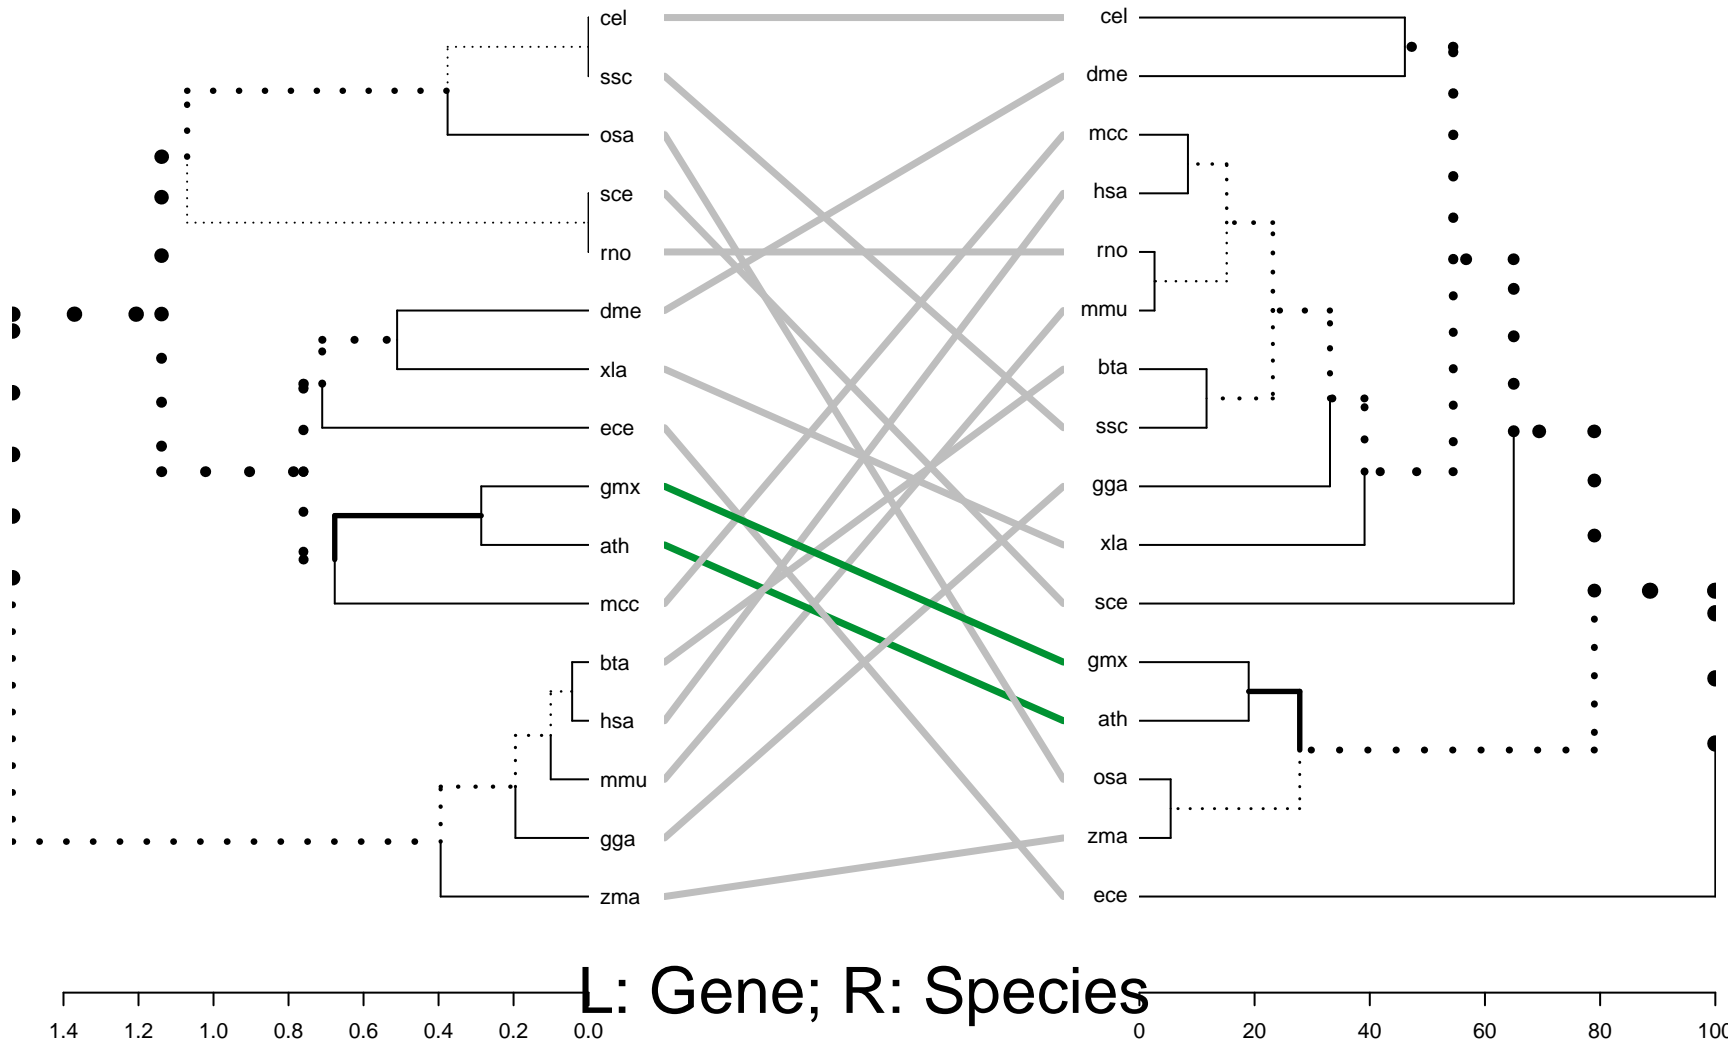 cel
ssc
osa
sce
rno
dme
xla
ece
gmx
ath
mcc
bta
hsa
mmu
gga
zma
cel
dme
mcc
hsa
rno
mmu
bta
ssc
gga
xla
sce
gmx
ath
osa
zma
ece
L: Gene; R: Species
1.4 1.2 1.0 0.8 0.6 0.4 0.2 0.0
0 20 40 60 80 100